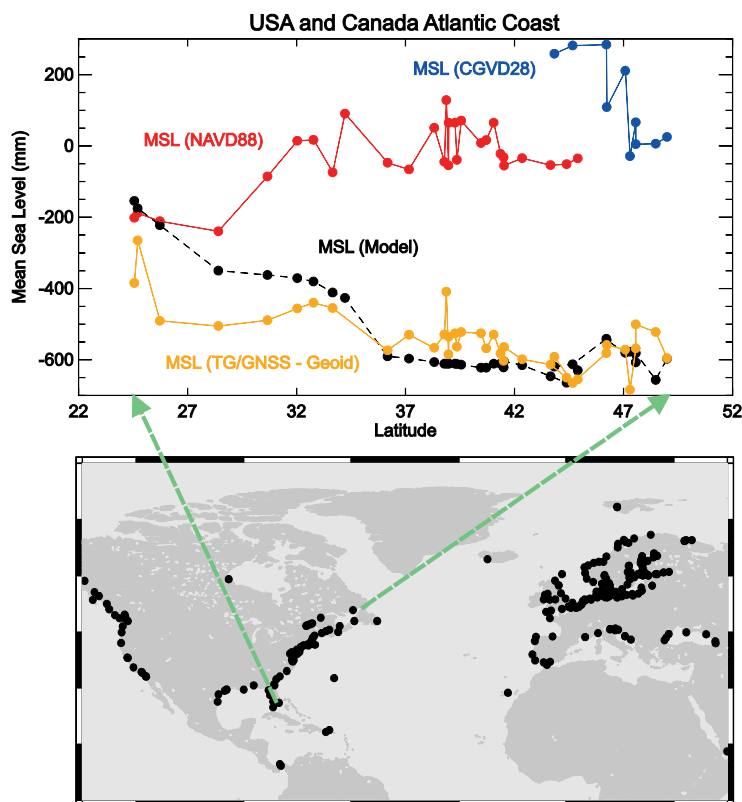 USA and Canada Atlantic Coast
200
0
-200
-400
-600
Mean Sea Level (mm)
MSL (CGVD28)
MSL (NAVD88)
MSL (Model)
MSL (TG/GNSS - Geoid)
22 27 32 37 42 47 52
Latitude